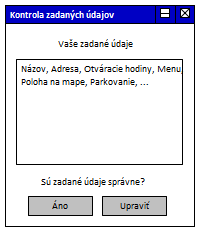 Kontrola zadaných údajov
Vaše zadané údaje
Názov, Adresa, Otváracie hodiny, Menu,
Poloha na mape, Parkovanie, ...
Sú zadané údaje správne?
Áno
Upraviť